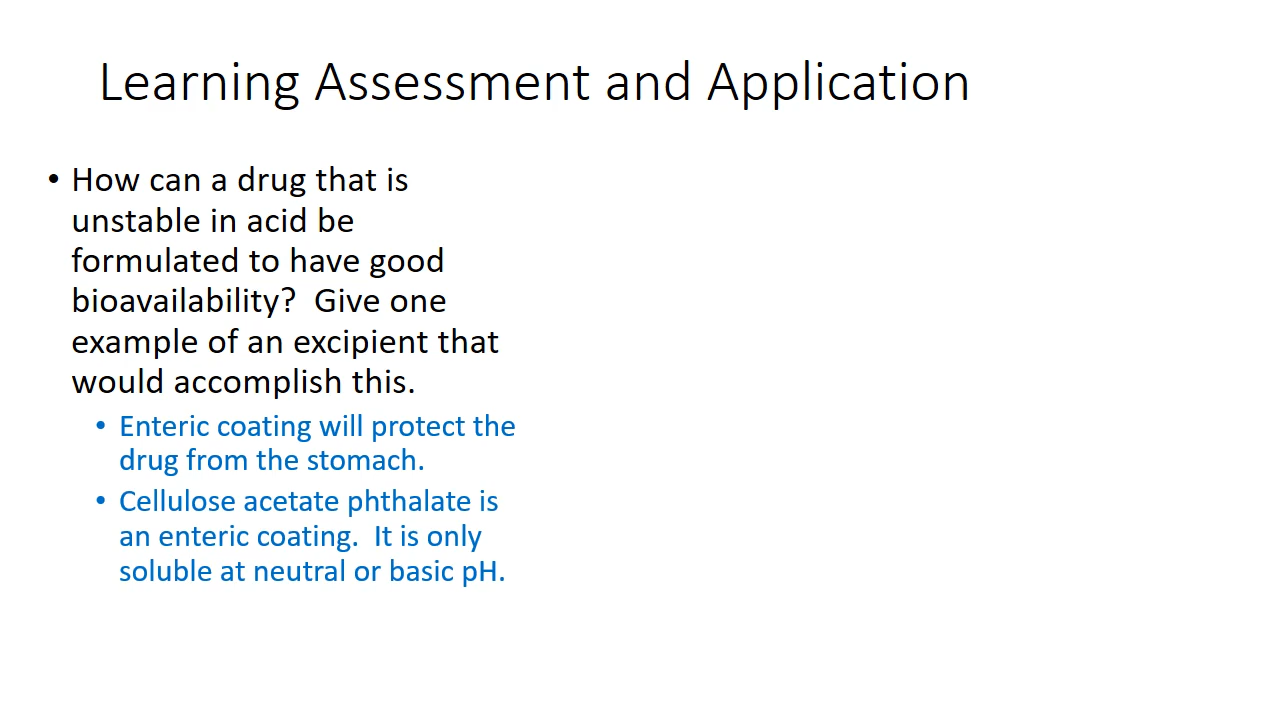 Learning Assessment and Application
• How can a drug that is
unstable in acid be
formulated to have good
bioavailability?  Give one
example of an excipient that
would accomplish this.
• Enteric coating will protect the
drug from the stomach.
• Cellulose acetate phthalate is
an enteric coating.  It is only
soluble at neutral or basic pH.